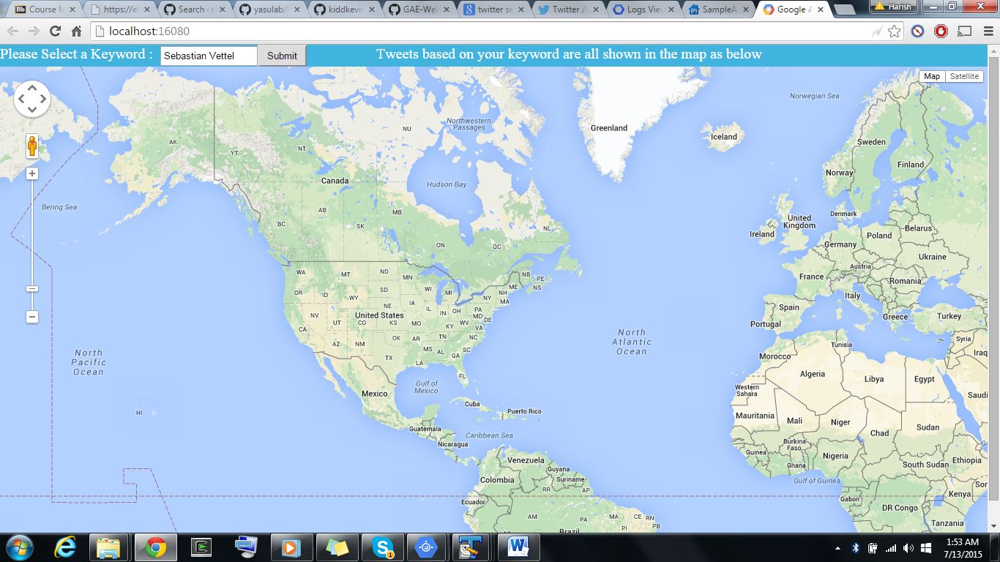 Course M
https://el
Search · t
yasulab/
kiddkevi
GAE-Web
twitter se
Twitter /
Logs View
SampleA
Google A
Harish
localhost:16080
Please Select a Keyword :
Sebastian Vettel
Submit
Tweets based on your keyword are all shown in the map as below
Map
Satellite
Norwegian Sea
Northwestern
Passages
NU
Greenland
Iceland
AK
YT
NT
Sweden
Finland
Norway
Canada
Hudson Bay
Bering Sea
AB
MB
BC
SK
ON
QC
NL
Denmark
United
Kingdom
Ireland
Belarus
Poland
Germany
Ukraine
Austria
France
Romania
Italy
WA
MT
ND
MN
NB
PE
NS
ME
OR
ID
WY
SD
WI
MI
NY
NH
MA
IA
NE
IL
IN
OH
PA
MD
DE
NV
UT
CO
United States
KS
MO
KY
WV
VA
CA
AZ
NM
OK
AR
TN
NC
MS
AL
GA
SC
TX
LA
FL
Spain
Portugal
Greece
Turkey
Syria
Iraq
Tunisia
Morocco
Algeria
Libya
Egypt
Saudi
Western
Sahara
Mauritania
Mali
Niger
Chad
Sudan
North
Pacific
Ocean
North
Atlantic
Ocean
HI
Mexico
Gulf of
Mexico
Cuba
Puerto Rico
Guatemala
Caribbean Sea
Nicaragua
Burkina
Faso
Guinea
Ghana
Nigeria
South Sudan
Ethiopia
Venezuela
Guyana
Suriname
Colombia
RR
AP
Ecuador
Gulf of Guinea
Gabon
Kenya
DR Congo
Tanzania
AM
PA
MA
CE
RN
PI
PB
Brazil
1:53 AM
7/13/2015